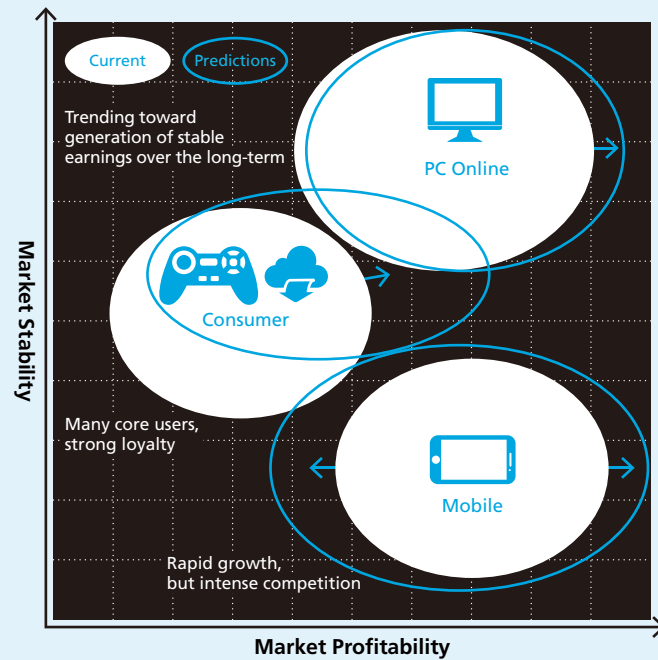 Current
Predictions
Trending toward
generation of stable
earnings over the long-term
PC Online
Consumer
Many core users,
strong loyalty
Mobile
Rapid growth,
but intense competition
Market Stability
Market Profitability